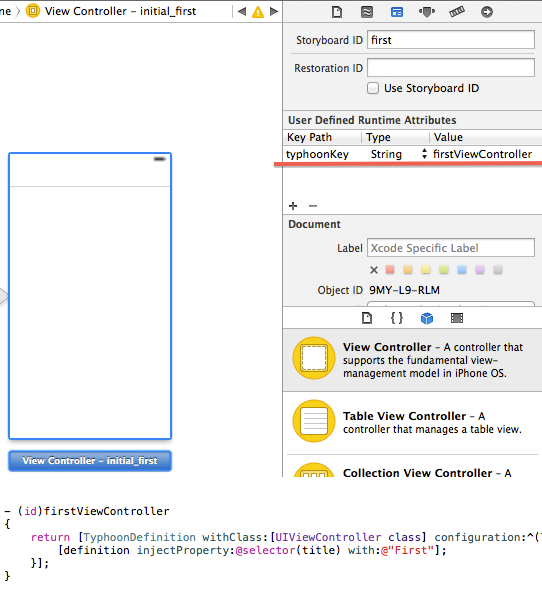 ne 〉 View Controller – initial_first
Storyboard ID first
Restoration ID
Use Storyboard ID
User Defined Runtime Attributes
Key Path Type Value
typhoonKey String firstViewController
+ −
Document
Label Xcode Specific Label
Object ID 9MY-L9-RLM
{ }
View Controller – A controller that
supports the fundamental view-
management model in iPhone OS.
Table View Controller – A
controller that manages a table view.
Collection View Controller – A
View Controller – initial_first
- (id)firstViewController
{
    return [TyphoonDefinition withClass:[UIViewController class] configuration:^(
        [definition injectProperty:@selector(title) with:@"First"];
    }];
}